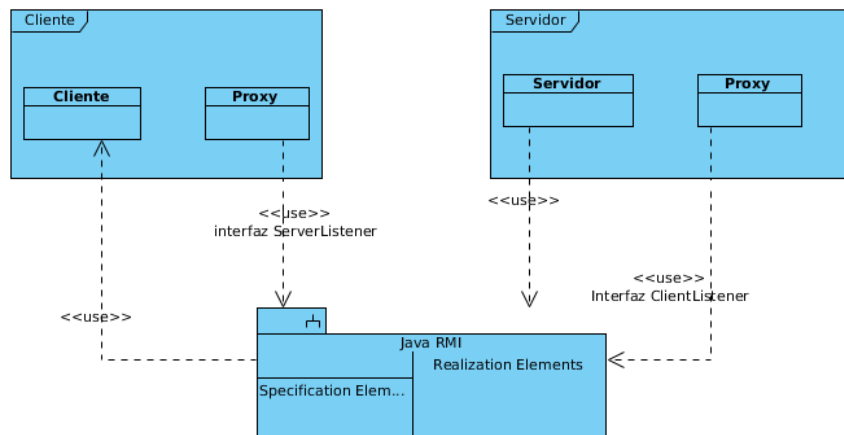 Cliente
Servidor
Cliente
Proxy
Servidor
Proxy
<<use>>
<<use>>
interfaz ServerListener
<<use>>
Interfaz ClientListener
<<use>>
Java RMI
Realization Elements
Specification Elem...